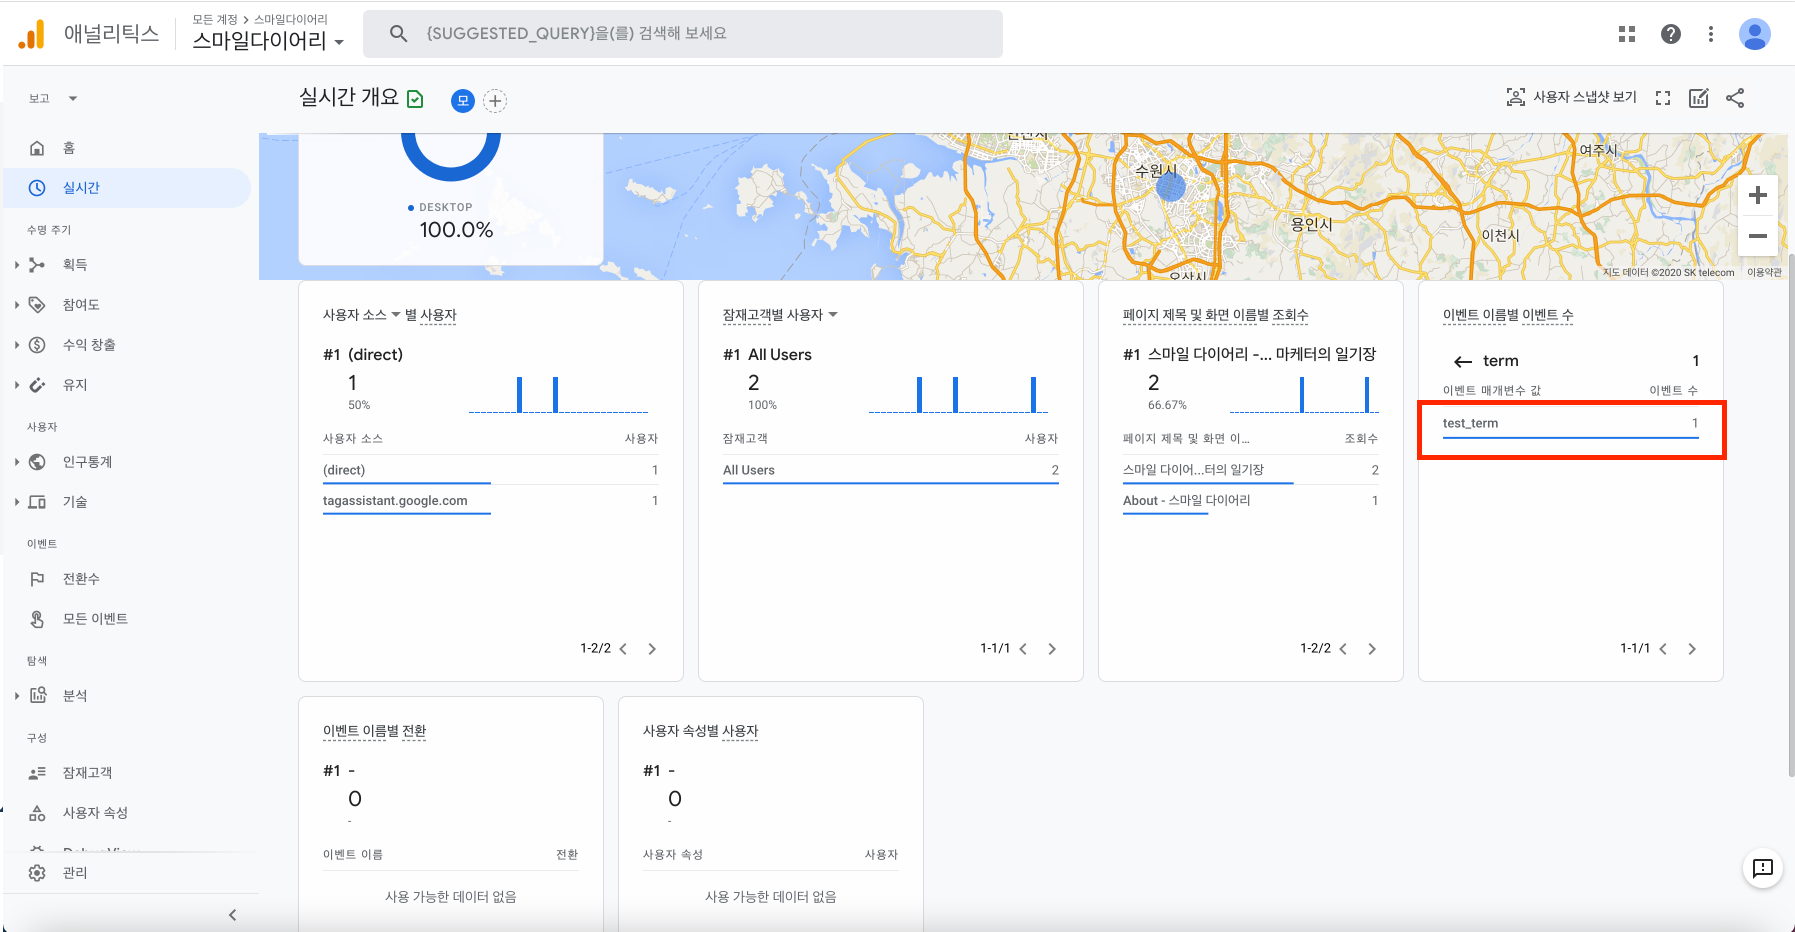 애널리틱스
모든 계정 > 스마일다이어리
스마일다이어리
{SUGGESTED_QUERY}을(를) 검색해 보세요
보고
실시간 개요
모
사용자 스냅샷 보기
홈
실시간
수명 주기
획득
참여도
수익 창출
유지
사용자
인구통계
기술
이벤트
전환수
모든 이벤트
탐색
분석
구성
잠재고객
사용자 속성
DebugView
관리
DESKTOP
100.0%
안산시
수원시
여주시
용인시
이천시
오산시
지도 데이터 ©2020 SK telecom
이용약관
사용자 소스 별 사용자
#1 (direct)
1
50%
사용자 소스 사용자
(direct) 1
tagassistant.google.com 1
1-2/2
잠재고객별 사용자
#1 All Users
2
100%
잠재고객 사용자
All Users 2
1-1/1
페이지 제목 및 화면 이름별 조회수
#1 스마일 다이어리 -... 마케터의 일기장
2
66.67%
페이지 제목 및 화면 이... 조회수
스마일 다이어...터의 일기장 2
About - 스마일 다이어리 1
1-2/2
이벤트 이름별 이벤트 수
term 1
이벤트 매개변수 값 이벤트 수
test_term 1
1-1/1
이벤트 이름별 전환
#1 -
0
-
이벤트 이름 전환
사용 가능한 데이터 없음
사용자 속성별 사용자
#1 -
0
-
사용자 속성 사용자
사용 가능한 데이터 없음